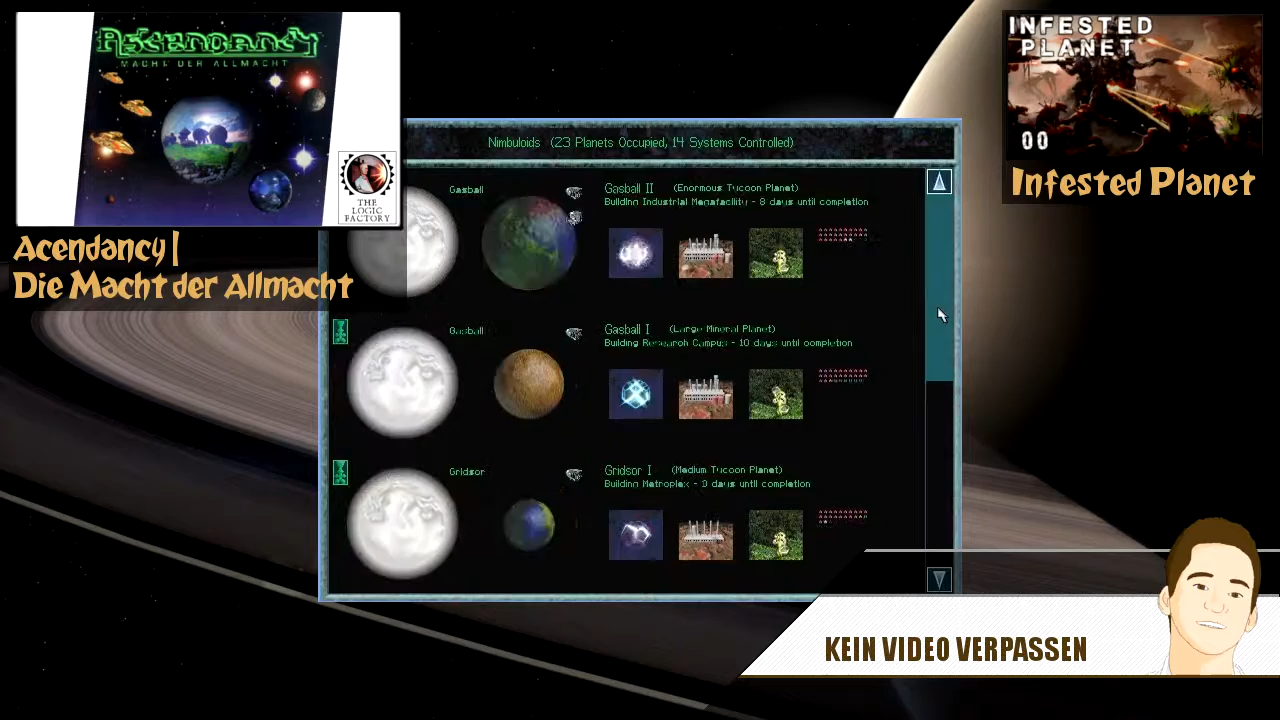 Ascendancy
MACHT DER ALLMACHT
THE
LOGIC
FACTORY
Acendancy|
Die Macht der Allmacht
INFESTED
PLANET
00
Infested Planet
Nimbuloids (23 Planets Occupied, 14 Systems Controlled)
Gasball
Gasball II (Enormous Tycoon Planet)
Building Industrial Megafacility - 8 days until completion
Gasball
Gasball I (Large Mineral Planet)
Building Research Campus - 10 days until completion
Gridsor
Gridsor I (Medium Tycoon Planet)
Building Metroplex - 9 days until completion
KEIN VIDEO VERPASSEN